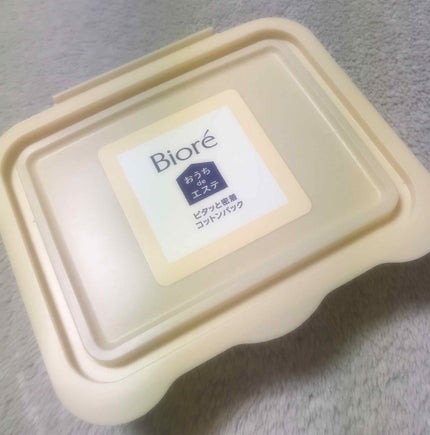 Bioré
おうち
de
エステ
ピタッと密着
コットンパック